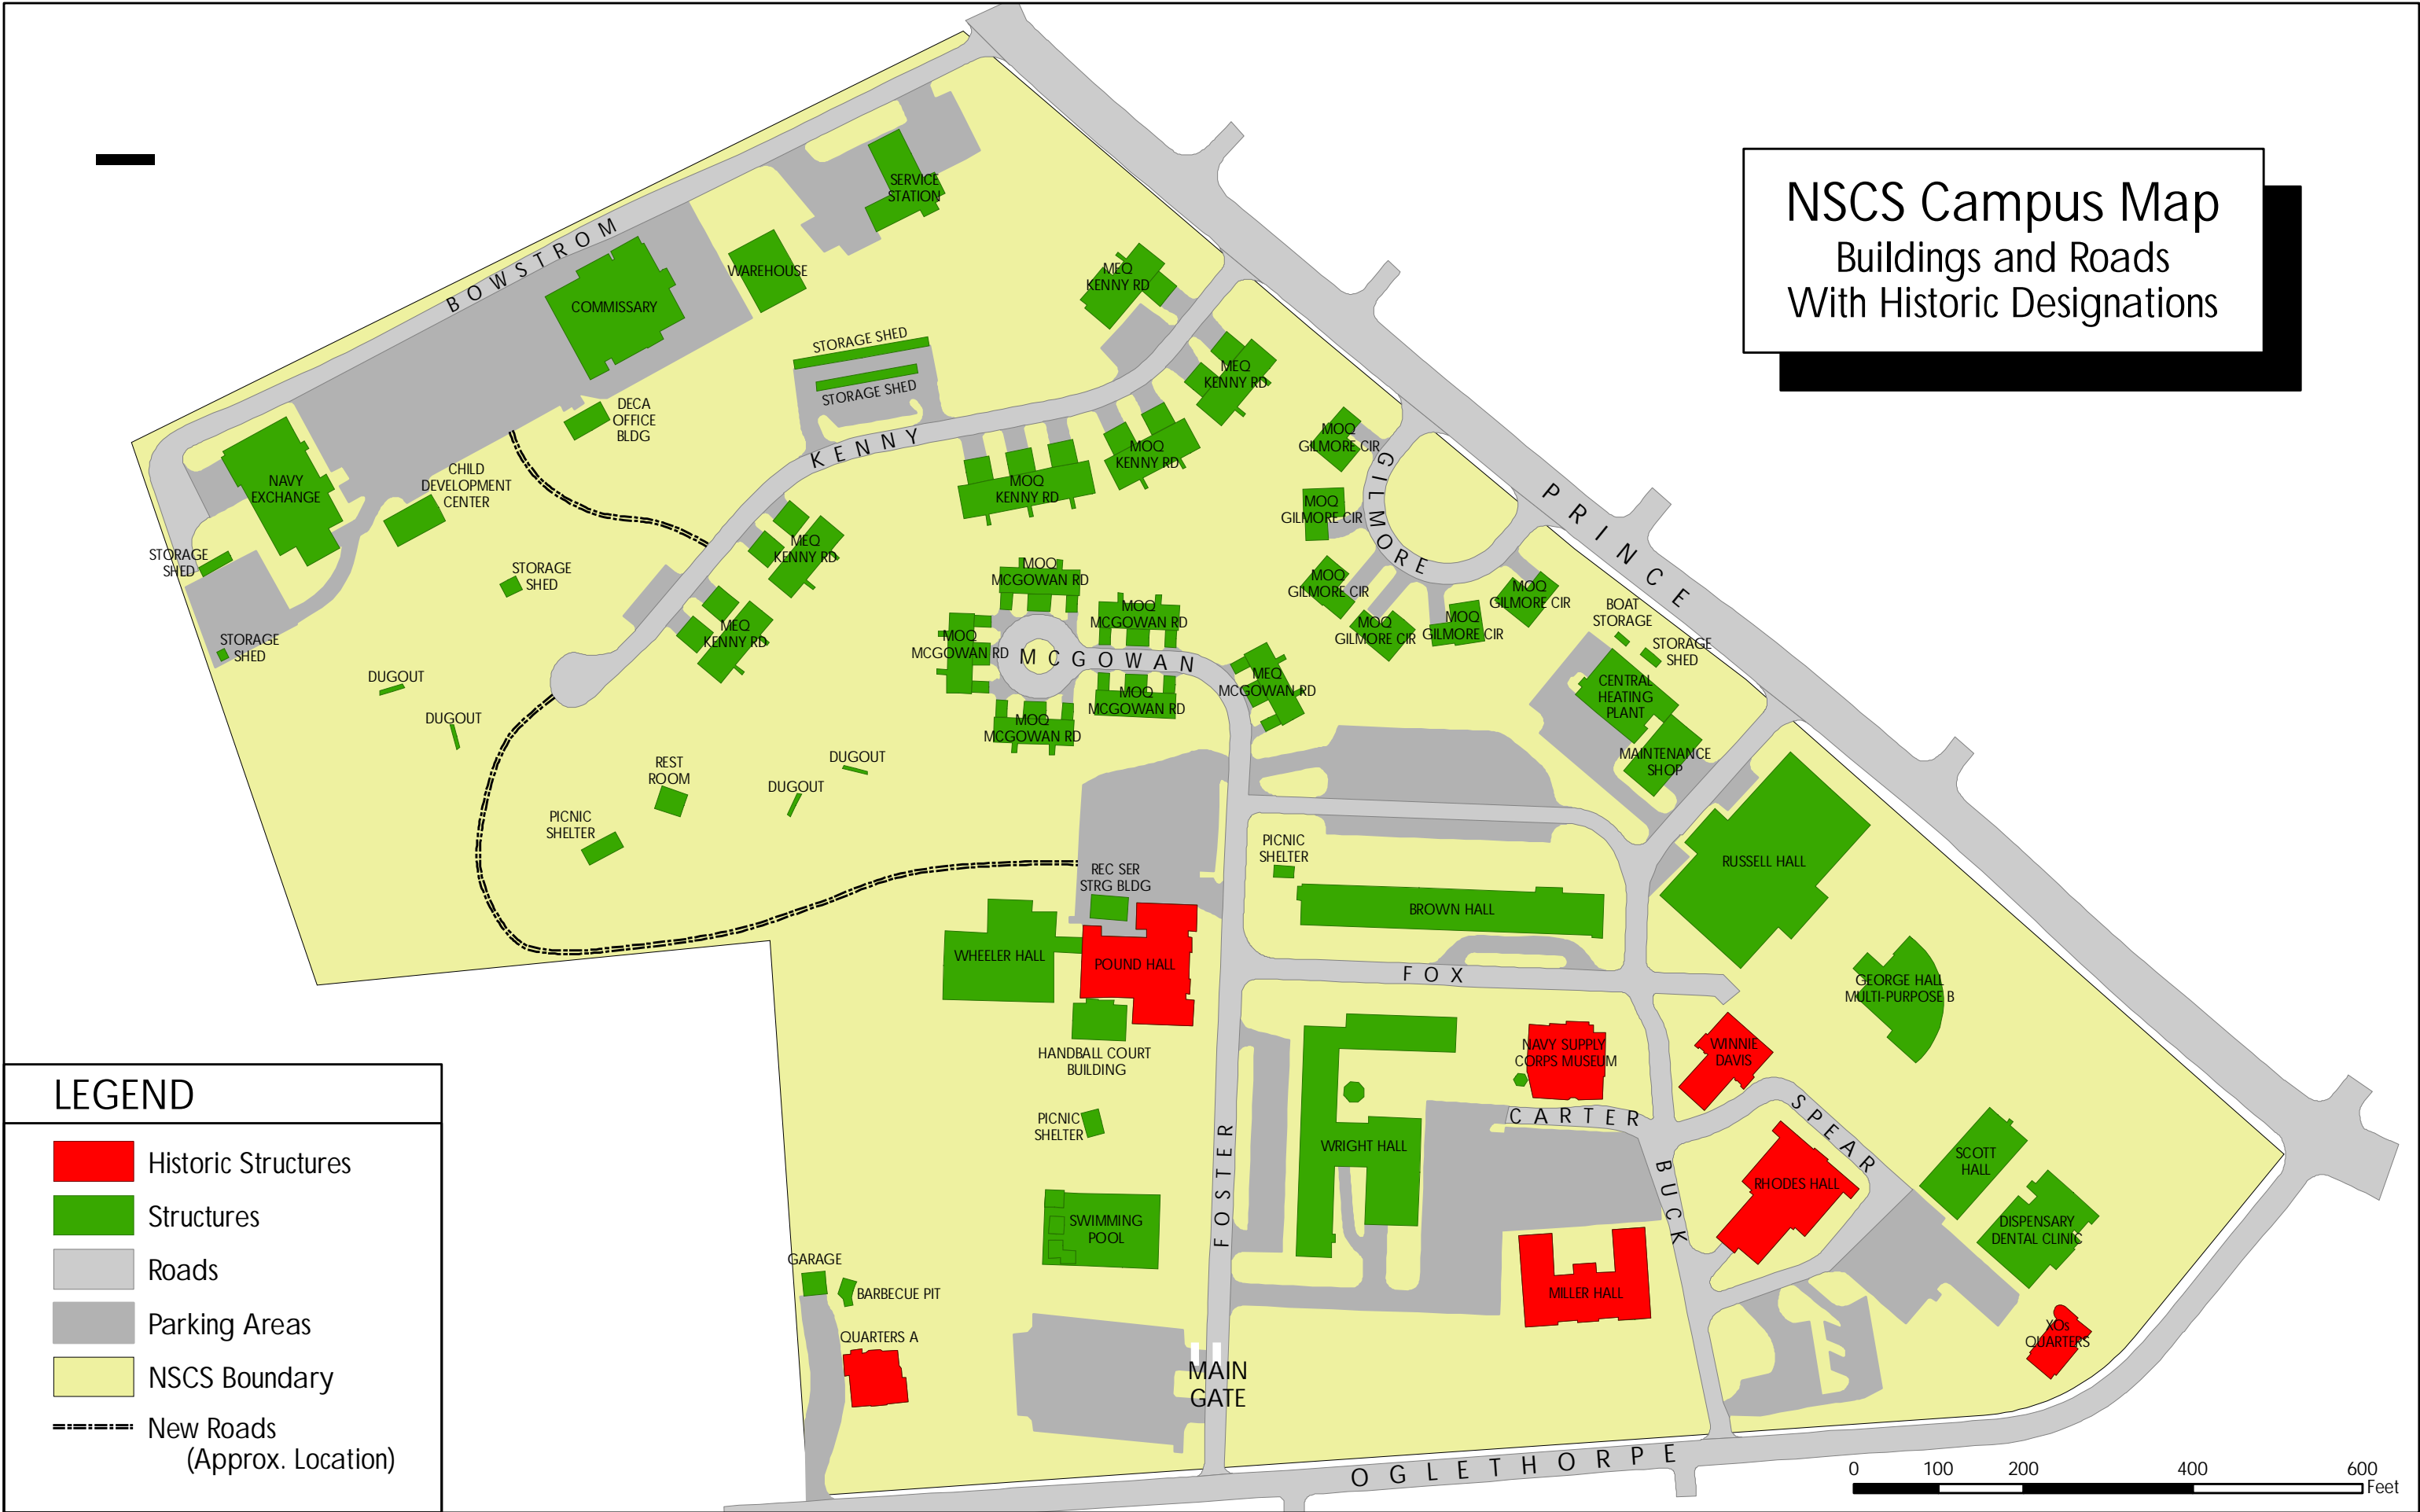 NSCS Campus Map
Buildings and Roads
With Historic Designations
BOWSTROM
SERVICE
STATION
WAREHOUSE
COMMISSARY
STORAGE SHED
STORAGE SHED
DECA
OFFICE
BLDG
CHILD
DEVELOPMENT
CENTER
NAVY
EXCHANGE
STORAGE
SHED
STORAGE
SHED
STORAGE
SHED
KENNY
MEQ
KENNY RD
MEQ
KENNY RD
MOQ
KENNY RD
MOQ
KENNY RD
MEQ
KENNY RD
MEQ
KENNY RD
MOQ
GILMORE CIR
MOQ
GILMORE CIR
MOQ
GILMORE CIR
MOQ
GILMORE CIR
MOQ
GILMORE CIR
MOQ
GILMORE CIR
GILMORE
PRINCE
BOAT
STORAGE
STORAGE
SHED
CENTRAL
HEATING
PLANT
MAINTENANCE
SHOP
MOQ
MCGOWAN RD
MOQ
MCGOWAN RD
MOQ
MCGOWAN RD
MCGOWAN
MOQ
MCGOWAN RD
MOQ
MCGOWAN RD
MEQ
MCGOWAN RD
DUGOUT
DUGOUT
DUGOUT
DUGOUT
REST
ROOM
PICNIC
SHELTER
PICNIC
SHELTER
REC SER
STRG BLDG
RUSSELL HALL
BROWN HALL
WHEELER HALL
POUND HALL
FOX
GEORGE HALL
MULTI-PURPOSE B
HANDBALL COURT
BUILDING
NAVY SUPPLY
CORPS MUSEUM
WINNIE
DAVIS
PICNIC
SHELTER
CARTER
SPEAR
WRIGHT HALL
FOSTER
BUCK
RHODES HALL
SCOTT
HALL
DISPENSARY
DENTAL CLINIC
SWIMMING
POOL
GARAGE
BARBECUE PIT
MILLER HALL
QUARTERS A
XOs
QUARTERS
MAIN
GATE
OGLETHORPE
LEGEND
Historic Structures
Structures
Roads
Parking Areas
NSCS Boundary
New Roads
(Approx. Location)
0 100 200 400 600
Feet